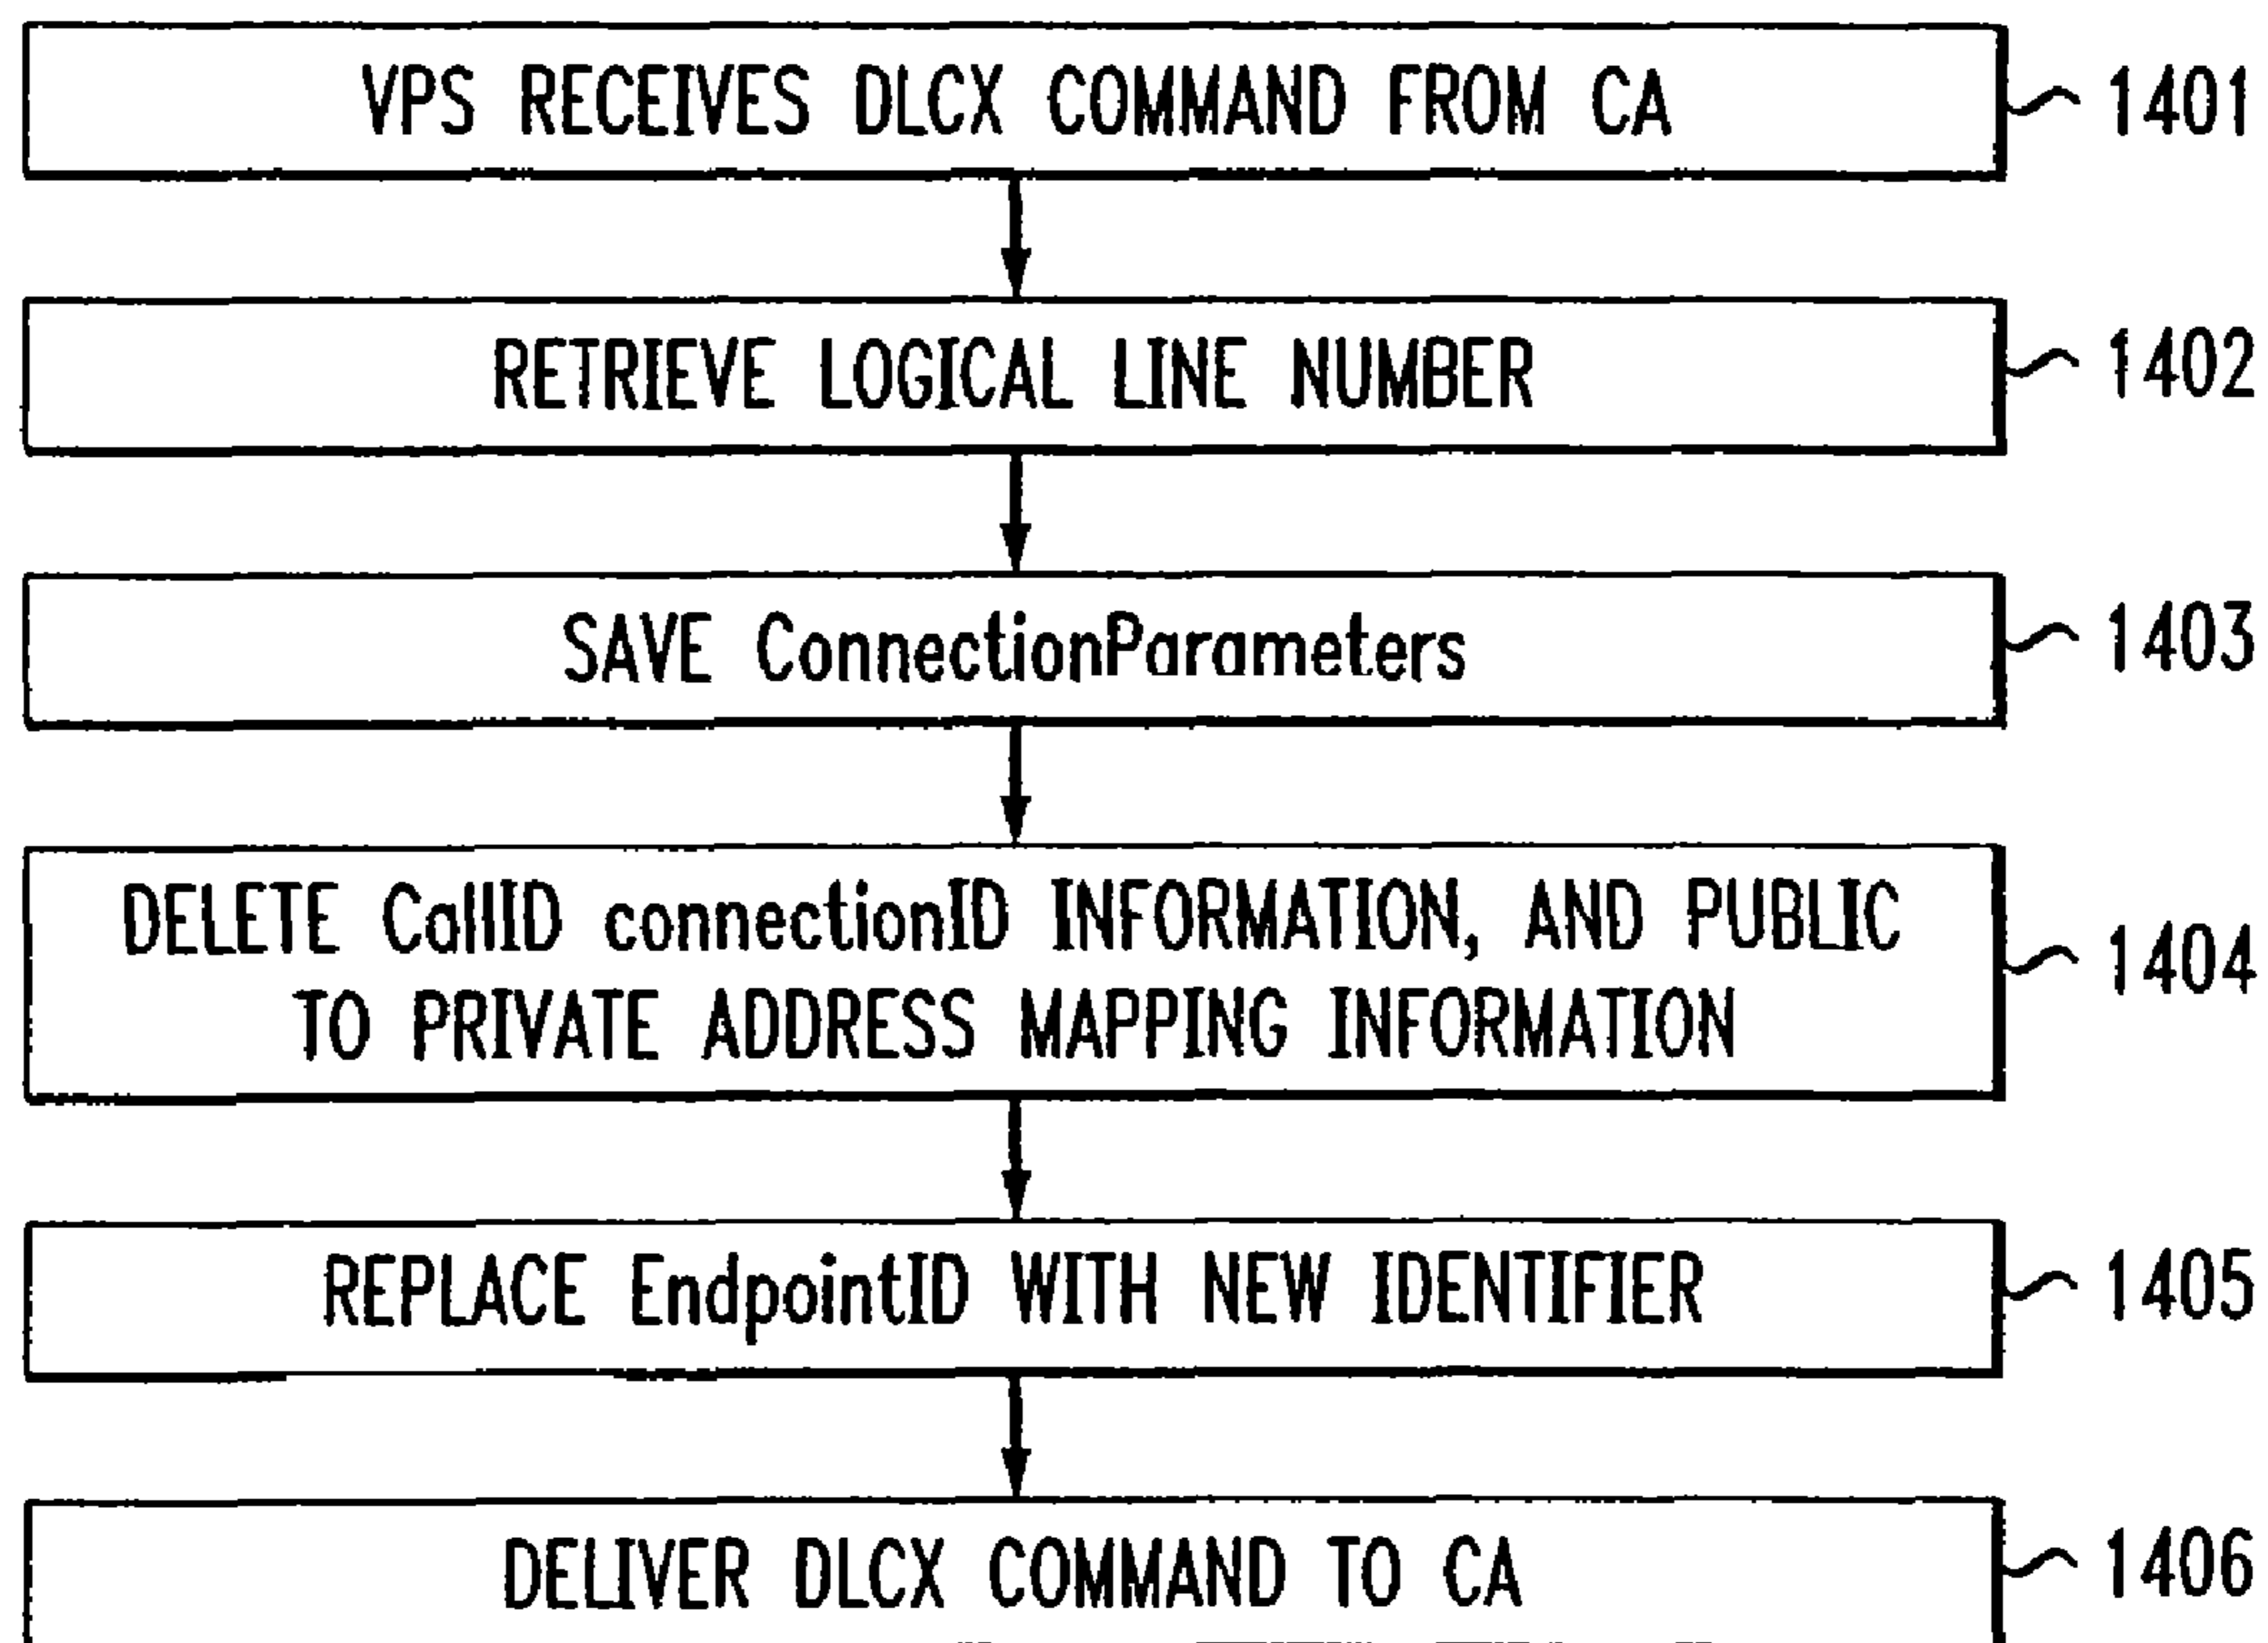 VPS RECEIVES DLCX COMMAND FROM CA
1401
RETRIEVE LOGICAL LINE NUMBER
1402
SAVE ConnectionParameters
1403
DELETE CallID connectionID INFORMATION, AND PUBLIC
TO PRIVATE ADDRESS MAPPING INFORMATION
1404
REPLACE EndpointID WITH NEW IDENTIFIER
1405
DELIVER DLCX COMMAND TO CA
1406